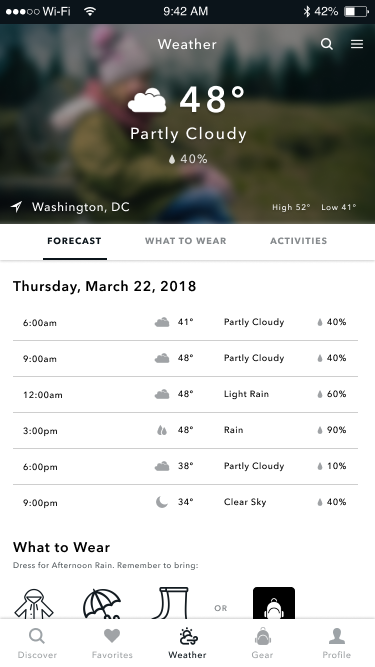 Wi-Fi 9:42 AM 42%
Weather
48°
Partly Cloudy
40%
Washington, DC High 52° Low 41°
FORECAST WHAT TO WEAR ACTIVITIES
Thursday, March 22, 2018
6:00am 41° Partly Cloudy 40%
9:00am 48° Partly Cloudy 40%
12:00am 48° Light Rain 60%
3:00pm 48° Rain 90%
6:00pm 38° Partly Cloudy 10%
9:00pm 34° Clear Sky 40%
What to Wear
Dress for Afternoon Rain. Remember to bring:
OR
Discover Favorites Weather Gear Profile